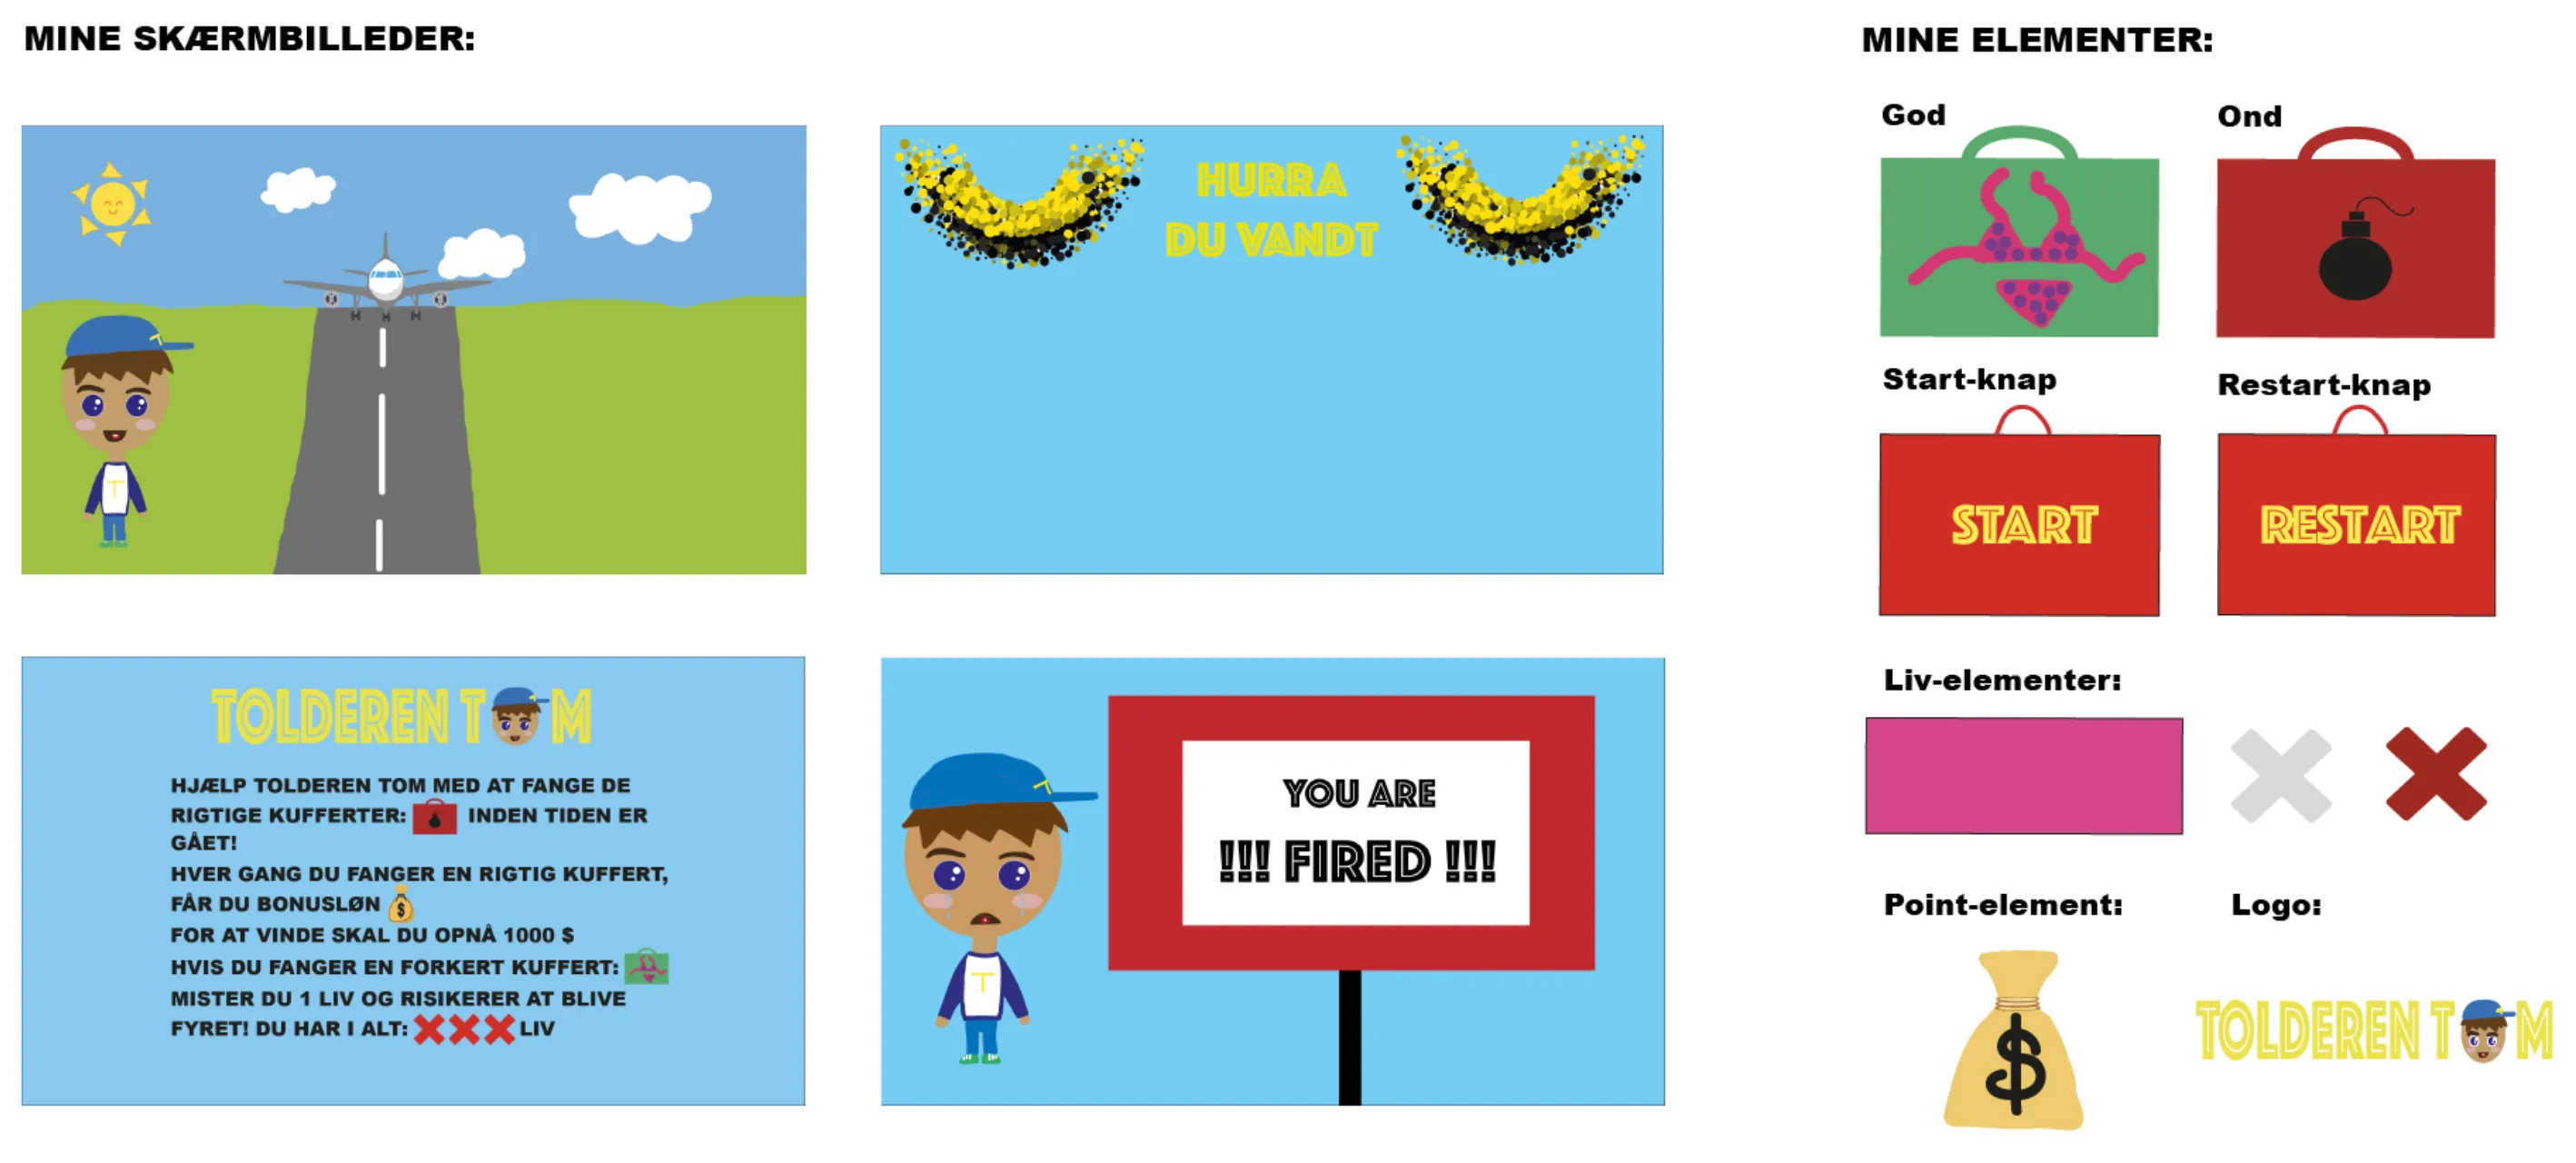 MINE SKÆRMBILLEDER:
HURRA
DU VANDT
TOLDEREN TOM
HJÆLP TOLDEREN TOM MED AT FANGE DE
RIGTIGE KUFFERTER: INDEN TIDEN ER
GÅET!
HVER GANG DU FANGER EN RIGTIG KUFFERT,
FÅR DU BONUSLØN $
FOR AT VINDE SKAL DU OPNÅ 1000 $
HVIS DU FANGER EN FORKERT KUFFERT:
MISTER DU 1 LIV OG RISIKERER AT BLIVE
FYRET! DU HAR I ALT: LIV
T
YOU ARE
!!! FIRED !!!
T
T
T
MINE ELEMENTER:
God
Ond
Start-knap
Restart-knap
START
RESTART
Liv-elementer:
Point-element:
Logo:
$
TOLDEREN TOM